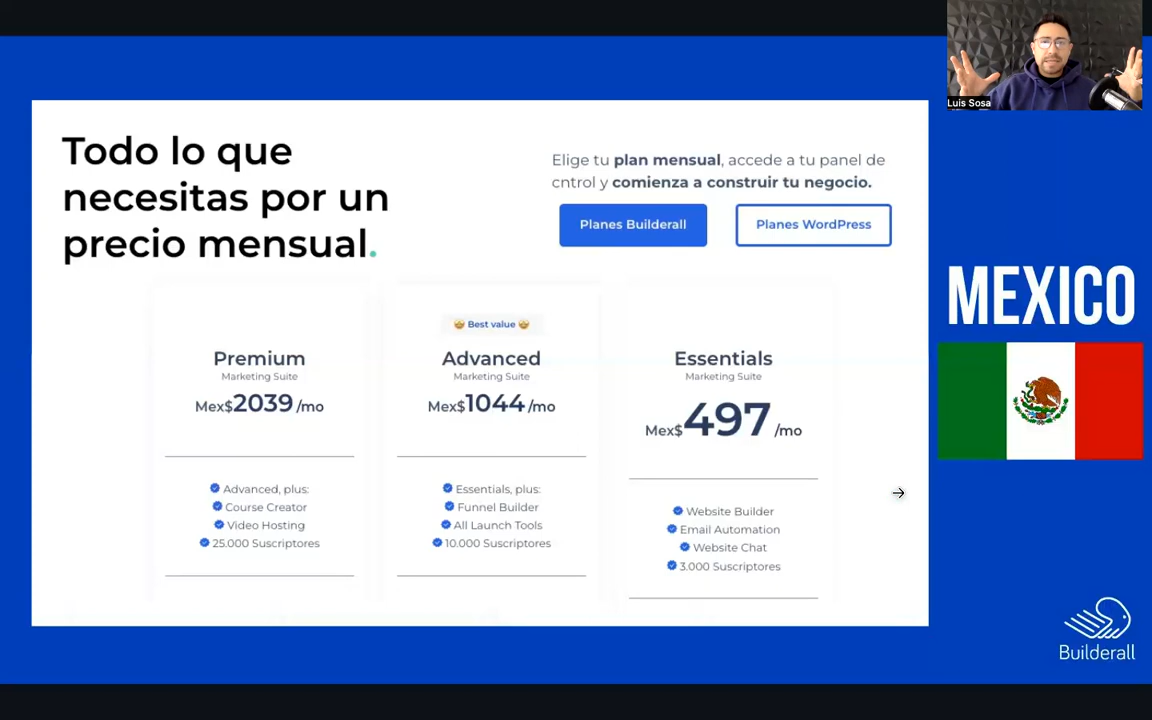 Luis Sosa
Todo lo que
necesitas por un
precio mensual.
Elige tu plan mensual, accede a tu panel de
cntrol y comienza a construir tu negocio.
Planes Builderall
Planes WordPress
Premium
Marketing Suite
Mex$2039 /mo
Advanced, plus:
Course Creator
Video Hosting
25.000 Suscriptores
Best value
Advanced
Marketing Suite
Mex$1044 /mo
Essentials, plus:
Funnel Builder
All Launch Tools
10.000 Suscriptores
Essentials
Marketing Suite
Mex$497 /mo
Website Builder
Email Automation
Website Chat
3.000 Suscriptores
MEXICO
Builderall